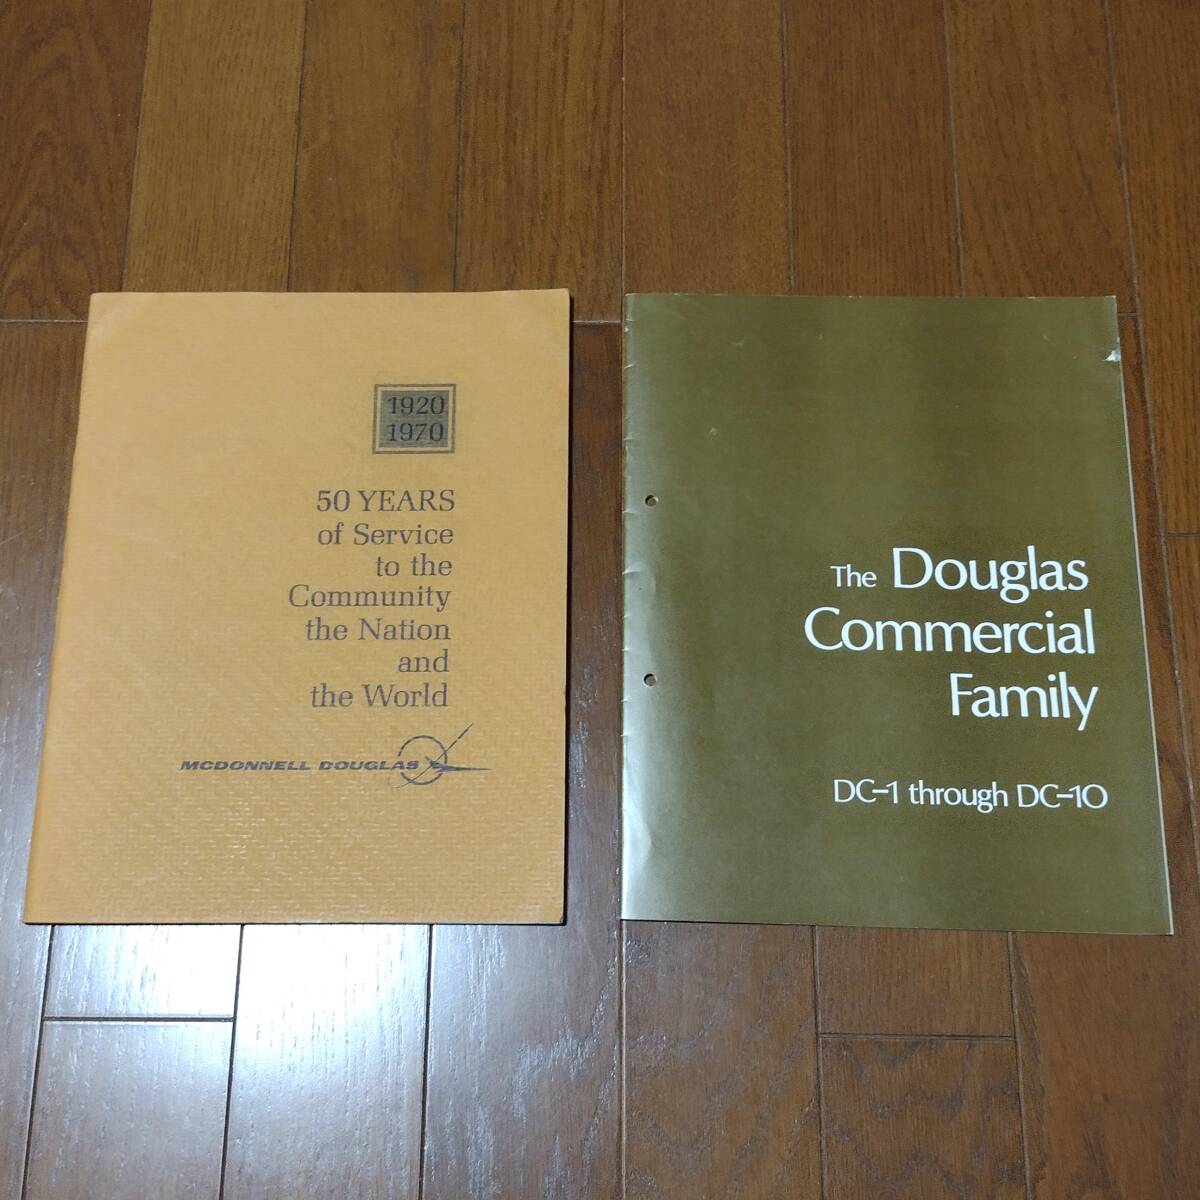 1920
1970
50 YEARS
of Service
to the
Community
the Nation
and
the World
MCDONNELL DOUGLAS
The Douglas
Commercial
Family
DC-1 through DC-10